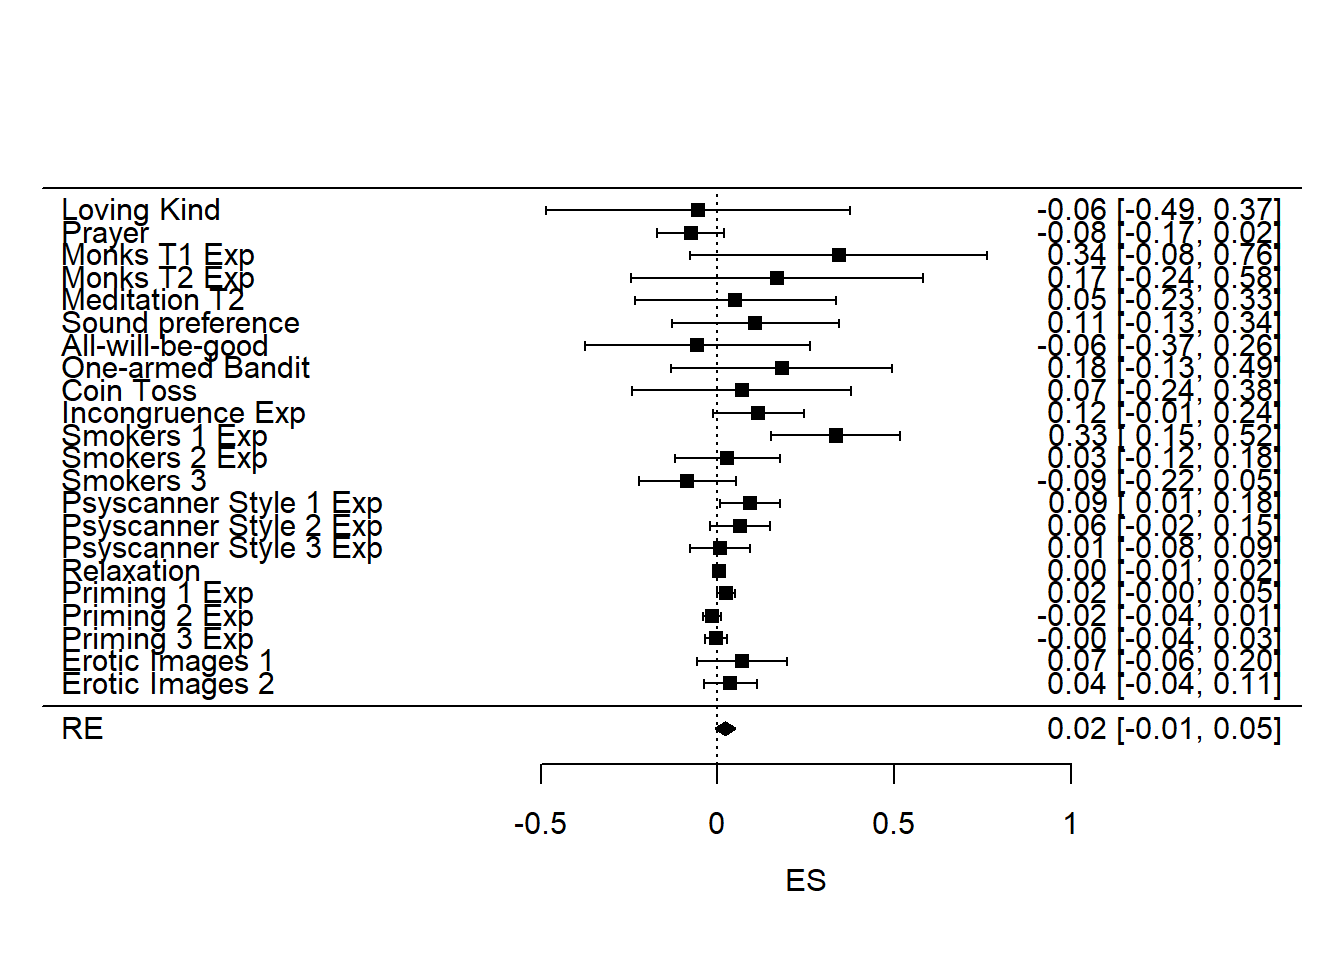 Loving Kind -0.06 [-0.49, 0.37]
Prayer -0.08 [-0.17, 0.02]
Monks T1 Exp 0.34 [-0.08, 0.76]
Monks T2 Exp 0.17 [-0.24, 0.58]
Meditation T2 0.05 [-0.23, 0.33]
Sound preference 0.11 [-0.13, 0.34]
All-will-be-good -0.06 [-0.37, 0.26]
One-armed Bandit 0.18 [-0.13, 0.49]
Coin Toss 0.07 [-0.24, 0.38]
Incongruence Exp 0.12 [-0.01, 0.24]
Smokers 1 Exp 0.33 [ 0.15, 0.52]
Smokers 2 Exp 0.03 [-0.12, 0.18]
Smokers 3 -0.09 [-0.22, 0.05]
Psyscanner Style 1 Exp 0.09 [ 0.01, 0.18]
Psyscanner Style 2 Exp 0.06 [-0.02, 0.15]
Psyscanner Style 3 Exp 0.01 [-0.08, 0.09]
Relaxation 0.00 [-0.01, 0.02]
Priming 1 Exp 0.02 [-0.00, 0.05]
Priming 2 Exp -0.02 [-0.04, 0.01]
Priming 3 Exp -0.00 [-0.04, 0.03]
Erotic Images 1 0.07 [-0.06, 0.20]
Erotic Images 2 0.04 [-0.04, 0.11]
RE 0.02 [-0.01, 0.05]
-0.5 0 0.5 1
ES